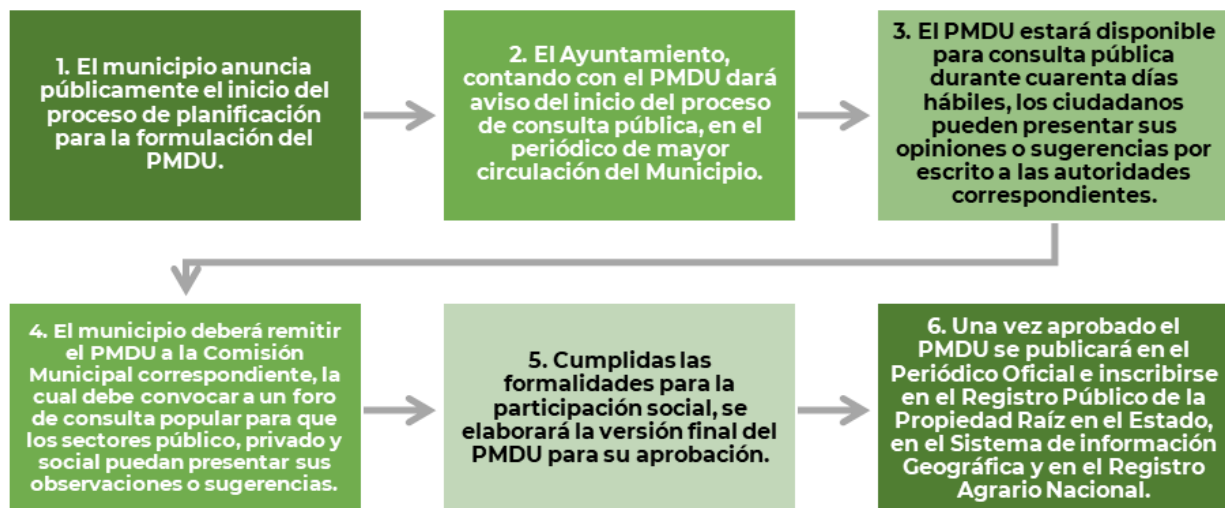 1. El municipio anuncia
públicamente el inicio del
proceso de planificación
para la formulación del
PMDU.
2. El Ayuntamiento,
contando con el PMDU dará
aviso del inicio del proceso
de consulta pública, en el
periódico de mayor
circulación del Municipio.
3. El PMDU estará disponible
para consulta pública
durante cuarenta días
hábiles, los ciudadanos
pueden presentar sus
opiniones o sugerencias por
escrito a las autoridades
correspondientes.
4. El municipio deberá remitir
el PMDU a la Comisión
Municipal correspondiente, la
cual debe convocar a un foro
de consulta popular para que
los sectores público, privado y
social puedan presentar sus
observaciones o sugerencias.
5. Cumplidas las
formalidades para la
participación social, se
elaborará la versión final del
PMDU para su aprobación.
6. Una vez aprobado el
PMDU se publicará en el
Periódico Oficial e inscribirse
en el Registro Público de la
Propiedad Raíz en el Estado,
en el Sistema de información
Geográfica y en el Registro
Agrario Nacional.